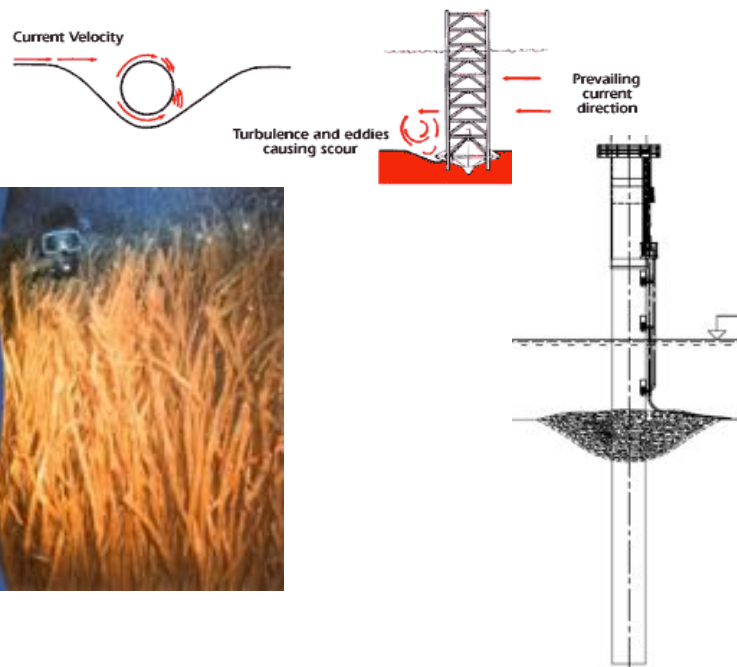 Current Velocity
Turbulence and eddies
causing scour
Prevailing
current
direction